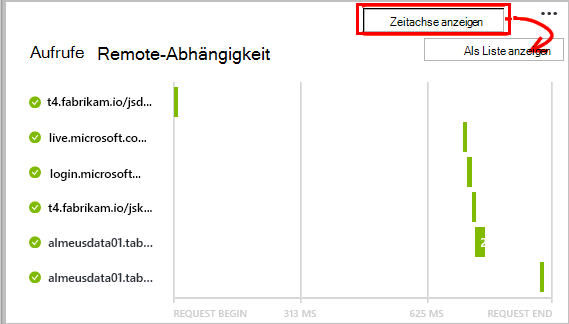 Zeitachse anzeigen
Als Liste anzeigen
Aufrufe Remote-Abhängigkeit
t4.fabrikam.io/jsd...
live.microsoft.co...
login.microsoft...
t4.fabrikam.io/jsk...
almeusdata01.tab...
2
almeusdata01.tab...
REQUEST BEGIN 313 MS 625 MS REQUEST END